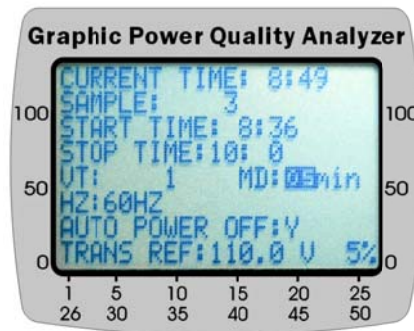 Graphic Power Quality Analyzer
CURRENT TIME: 8:49
SAMPLE: 3
START TIME: 8:36
STOP TIME:10: 0
VT: 1 MD:05min
HZ:60HZ
AUTO POWER OFF:Y
TRANS REF:110.0 V 5%
100 100
50 50
0 0
1 5 10 15 20 25
26 30 35 40 45 50